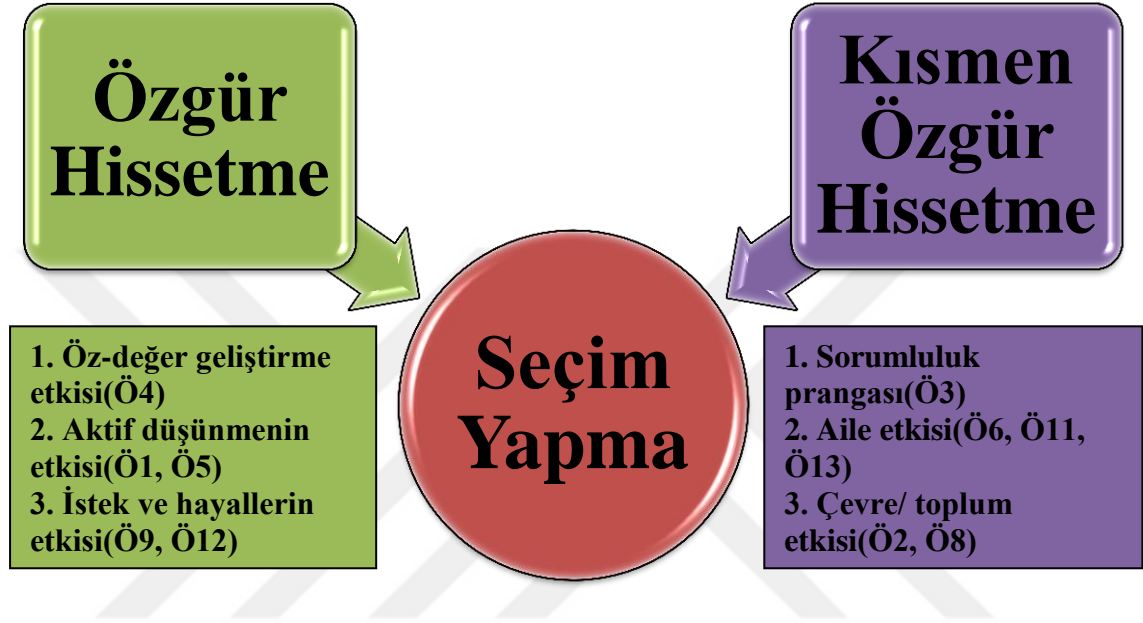 Özgür
Hissetme
Kısmen
Özgür
Hissetme
Seçim
Yapma
1. Öz-değer geliştirme
etkisi(Ö4)
2. Aktif düşünmenin
etkisi(Ö1, Ö5)
3. İstek ve hayallerin
etkisi(Ö9, Ö12)
1. Sorumluluk
prangası(Ö3)
2. Aile etkisi(Ö6, Ö11,
Ö13)
3. Çevre/ toplum
etkisi(Ö2, Ö8)